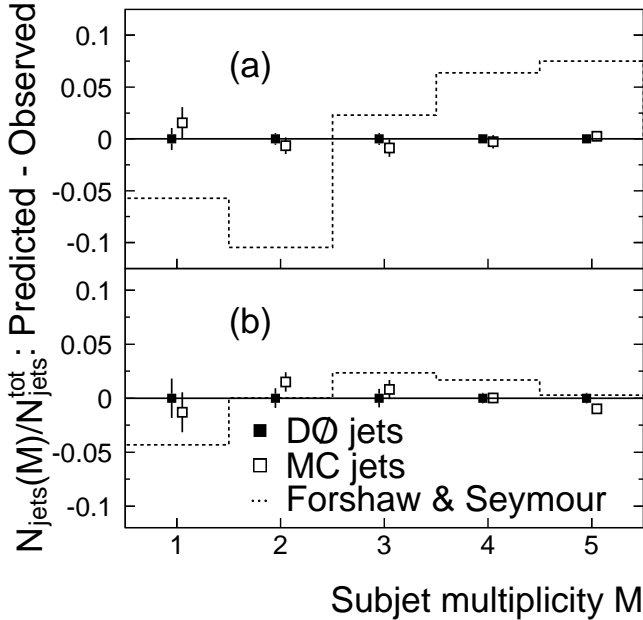 N_jets(M)/N_jets^tot: Predicted - Observed
0.1
(a)
0.05
0
-0.05
-0.1
0.1
(b)
0.05
0
DØ jets
-0.05
MC jets
Forshaw & Seymour
-0.1
1 2 3 4 5
Subjet multiplicity M